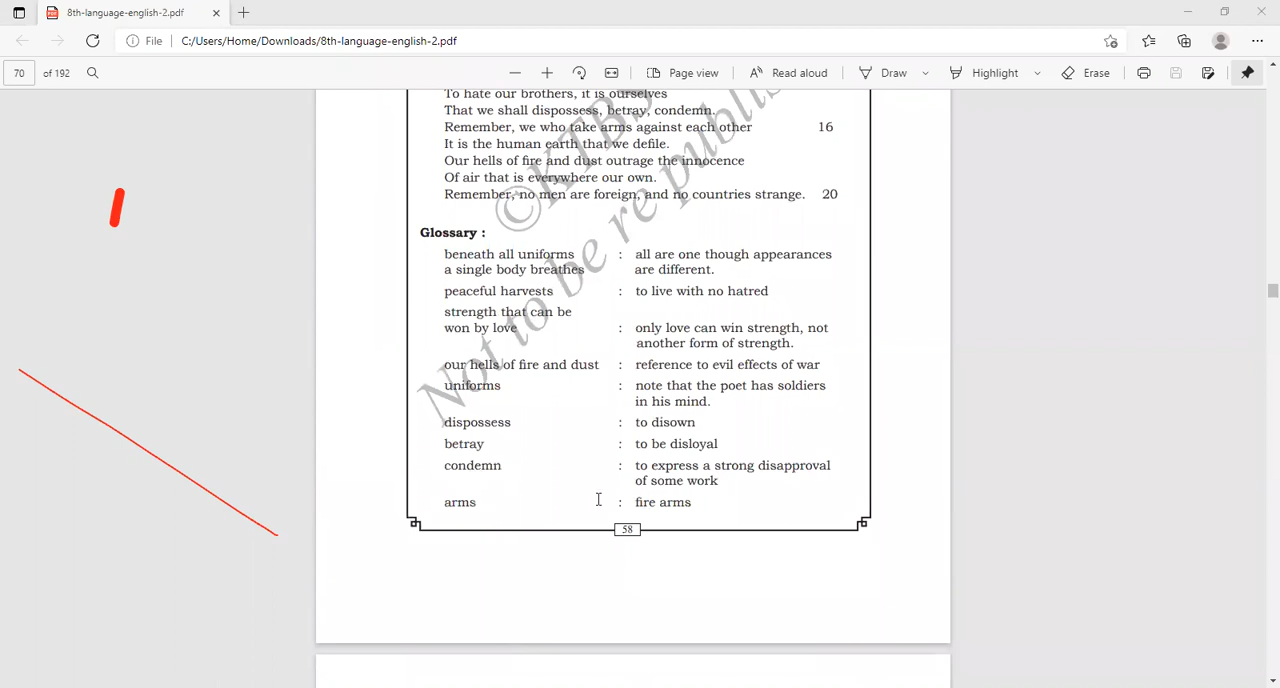 8th-language-english-2.pdf
File C:/Users/Home/Downloads/8th-language-english-2.pdf
70 of 192 Page view Read aloud Draw Highlight Erase
To hate our brothers, it is ourselves
That we shall dispossess, betray, condemn.
Remember, we who take arms against each other 16
It is the human earth that we defile.
Our hells of fire and dust outrage the innocence
Of air that is everywhere our own.
Remember, no men are foreign, and no countries strange. 20
Glossary :
beneath all uniforms : all are one though appearances
a single body breathes are different.
peaceful harvests : to live with no hatred
strength that can be
won by love : only love can win strength, not
another form of strength.
our hells of fire and dust : reference to evil effects of war
uniforms : note that the poet has soldiers
in his mind.
dispossess : to disown
betray : to be disloyal
condemn : to express a strong disapproval
of some work
arms : fire arms
58
©KTBS
Not to be re publis